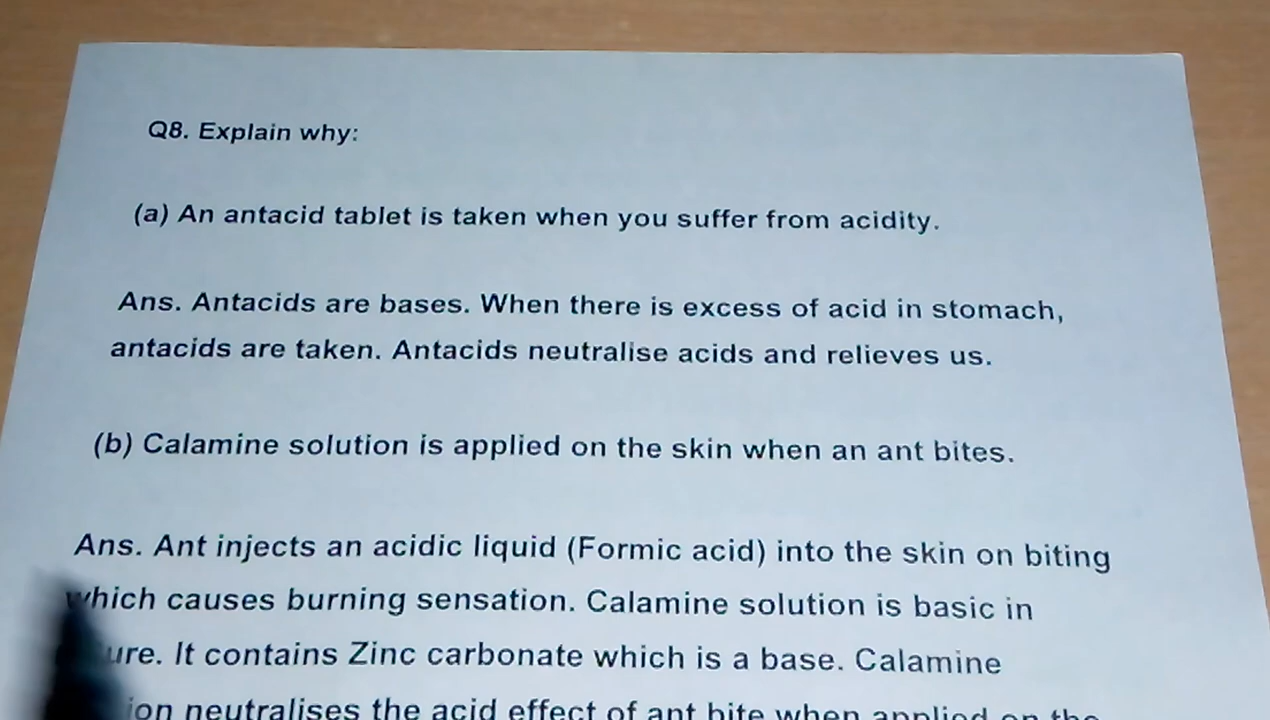 Q8. Explain why:
(a) An antacid tablet is taken when you suffer from acidity.
Ans. Antacids are bases. When there is excess of acid in stomach,
antacids are taken. Antacids neutralise acids and relieves us.
(b) Calamine solution is applied on the skin when an ant bites.
Ans. Ant injects an acidic liquid (Formic acid) into the skin on biting
which causes burning sensation. Calamine solution is basic in
It contains Zinc carbonate which is a base. Calamine
neutralises the acid effect of ant bite when applied on the